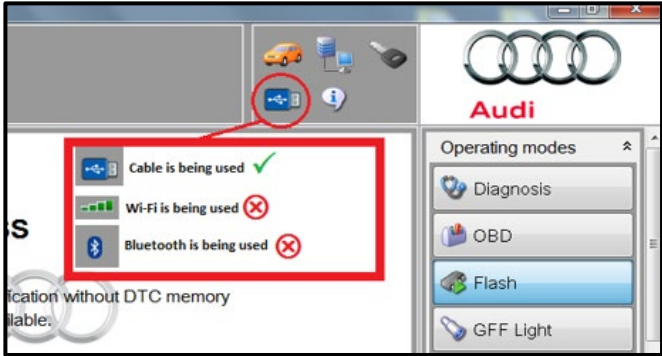 Audi
Cable is being used
Wi-Fi is being used
Bluetooth is being used
ss
fication without DTC memory
ilable.
Operating modes
Diagnosis
OBD
Flash
GFF Light